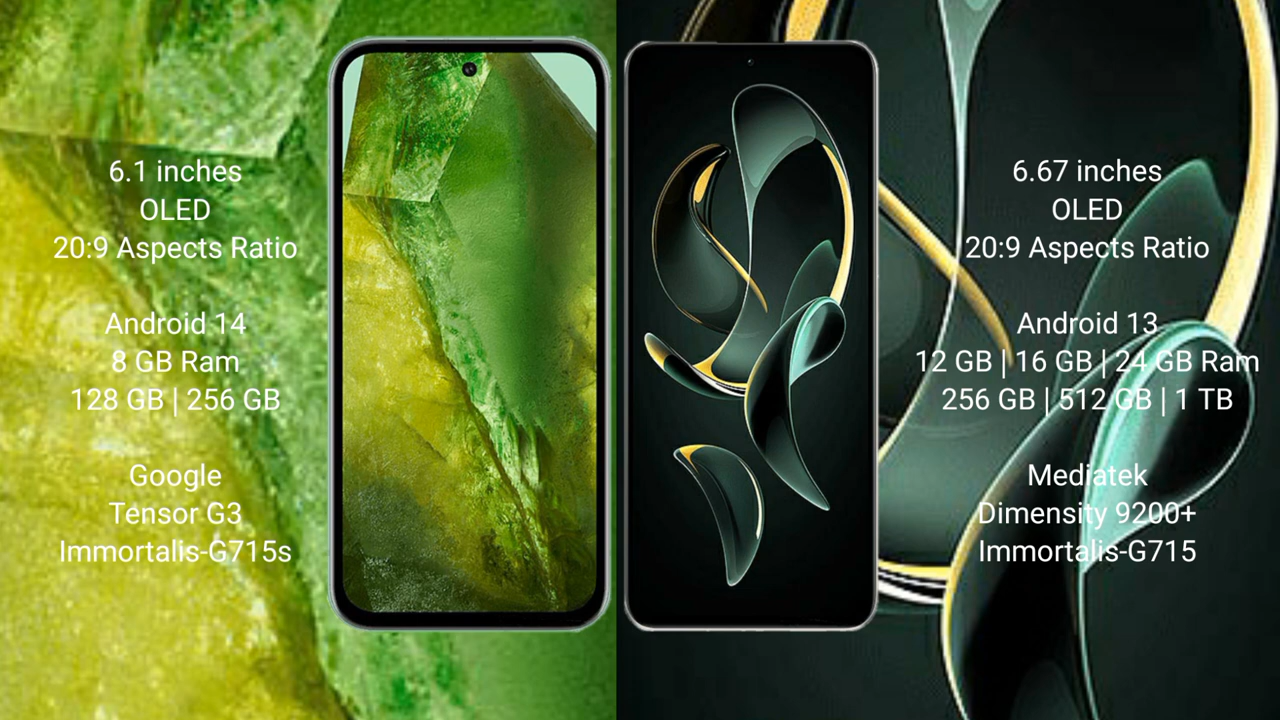 6.1 inches
OLED
20:9 Aspects Ratio
Android 14
8 GB Ram
128 GB | 256 GB
Google
Tensor G3
Immortalis-G715s
6.67 inches
OLED
20:9 Aspects Ratio
Android 13
12 GB | 16 GB | 24 GB Ram
256 GB | 512 GB | 1 TB
Mediatek
Dimensity 9200+
Immortalis-G715